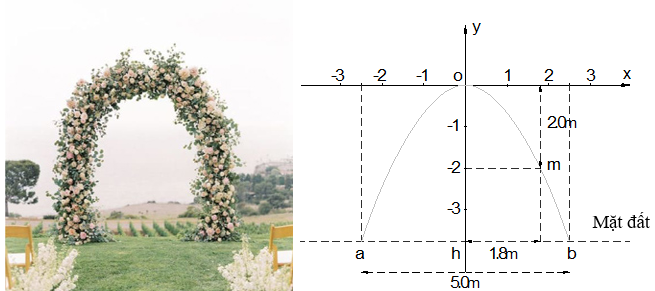 y
-3 -2 -1 o 1 2 3 x
2.0m
-1
-2 m
-3
Mặt đất
a h 1.8m b
5.0m